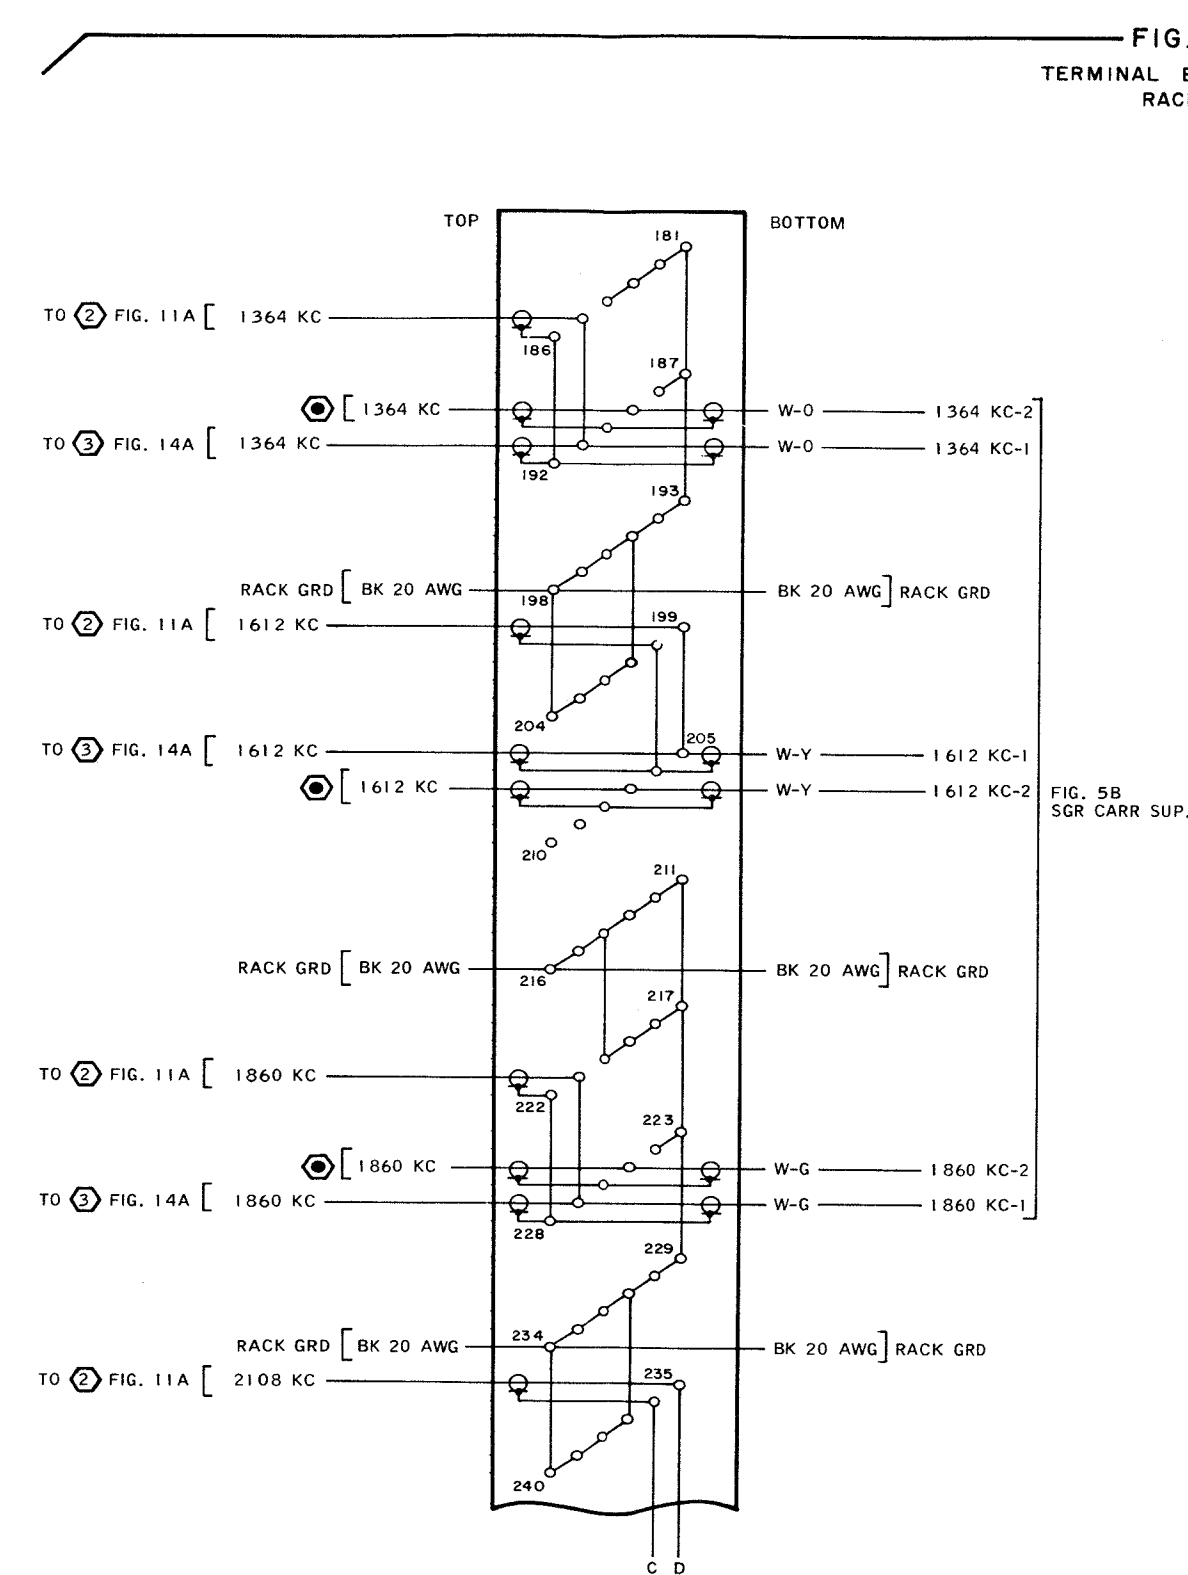 FIG.
TERMINAL
TOP
BOTTOM
181
TO 2 FIG. 11A [ 1364 KC
186
187
[ 1364 KC W-O 1364 KC-2
TO 3 FIG. 14A [ 1364 KC W-O 1364 KC-1
192
193
RACK GRD [ BK 20 AWG BK 20 AWG ] RACK GRD
198
199
TO 2 FIG. 11A [ 1612 KC
204
205
TO 3 FIG. 14A [ 1612 KC W-Y 1612 KC-1
[ 1612 KC W-Y 1612 KC-2
FIG. 5B
SGR CARR SUP.
210
211
RACK GRD [ BK 20 AWG BK 20 AWG ] RACK GRD
216
217
TO 2 FIG. 11A [ 1860 KC
222
223
[ 1860 KC W-G 1860 KC-2
TO 3 FIG. 14A [ 1860 KC W-G 1860 KC-1
228
229
234
RACK GRD [ BK 20 AWG BK 20 AWG ] RACK GRD
235
TO 2 FIG. 11A [ 2108 KC
240
C D